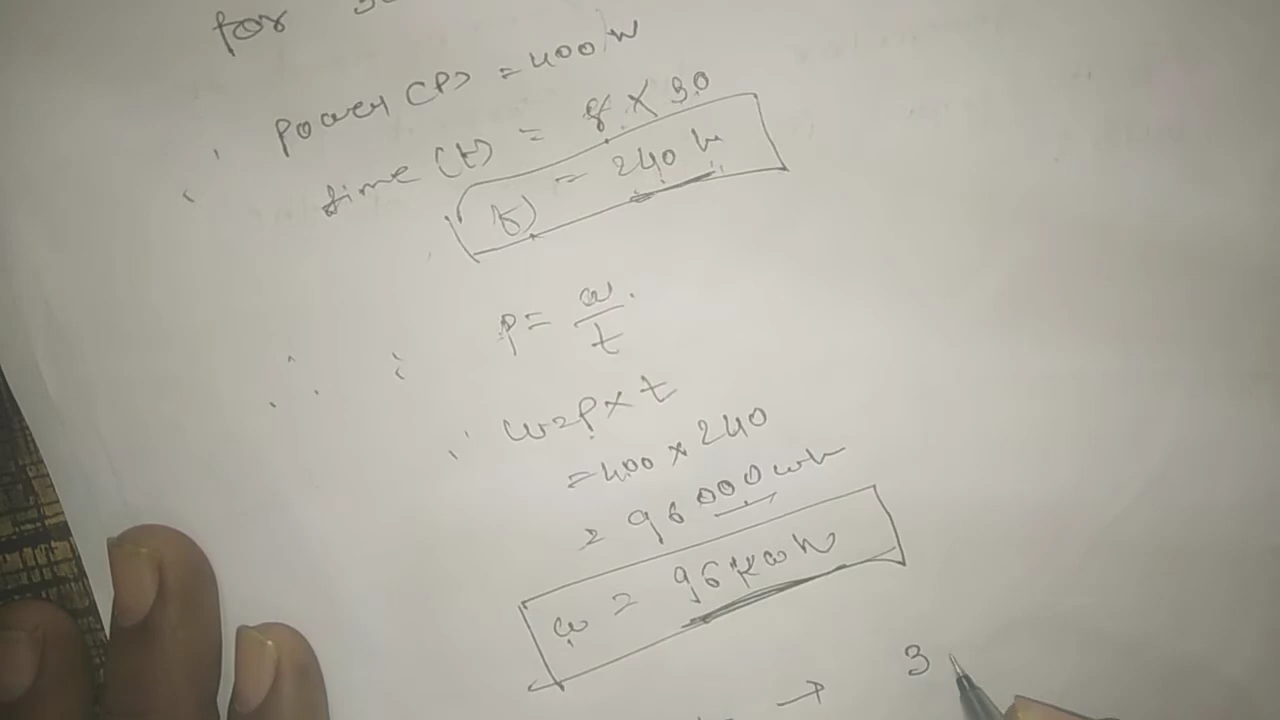 for
Power (P) = 400 W
time (t) = 8 × 30
(t) = 240 h
P = w/t
w = P × t
= 400 × 240
= 96000 wh
w = 96 kwh
→ 3